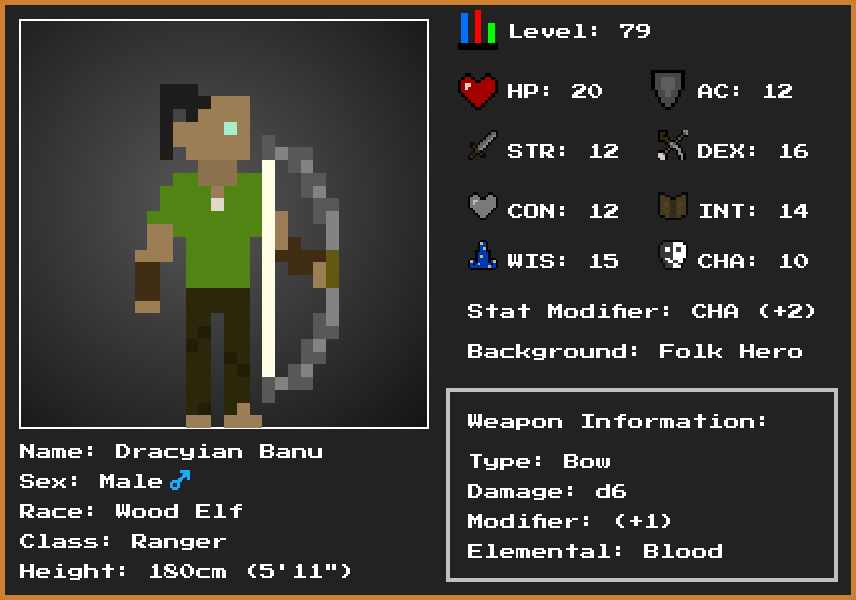 Level: 79
HP: 20 AC: 12
STR: 12 DEX: 16
CON: 12 INT: 14
WIS: 15 CHA: 10
Stat Modifier: CHA (+2)
Background: Folk Hero
Weapon Information:
Type: Bow
Damage: d6
Modifier: (+1)
Elemental: Blood
Name: Dracyian Banu
Sex: Male ♂
Race: Wood Elf
Class: Ranger
Height: 180cm (5'11")